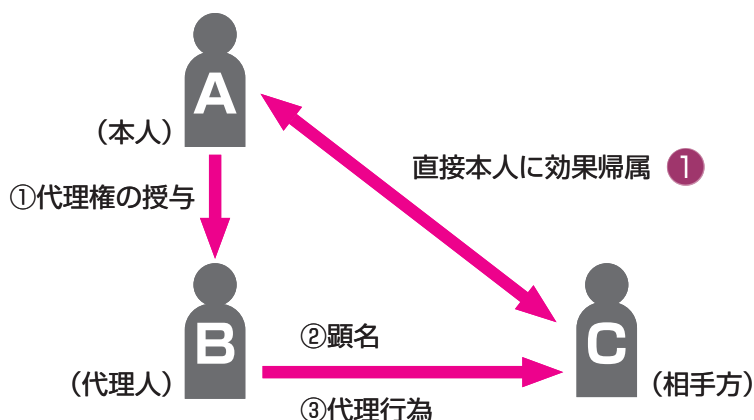 A
(本人)
直接本人に効果帰属 1
①代理権の授与
B
C
②顕名
(代理人)
(相手方)
③代理行為